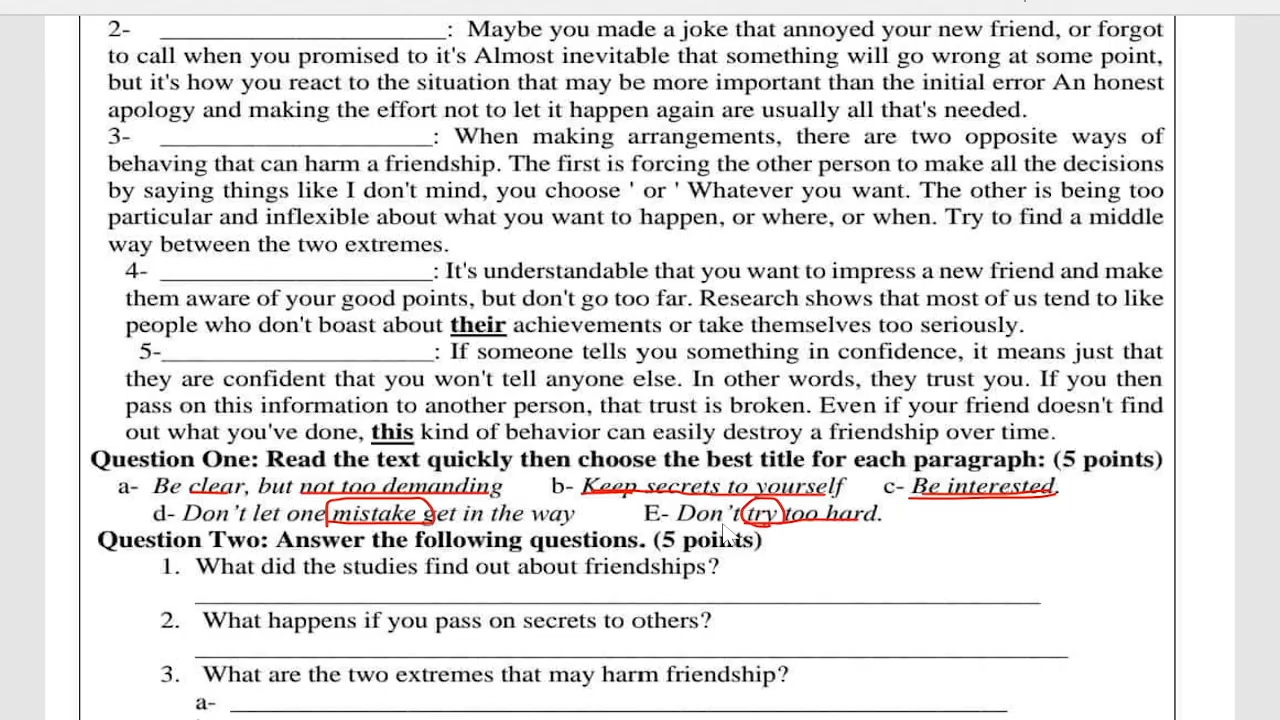 2- ________________________: Maybe you made a joke that annoyed your new friend, or forgot
to call when you promised to it's Almost inevitable that something will go wrong at some point,
but it's how you react to the situation that may be more important than the initial error An honest
apology and making the effort not to let it happen again are usually all that's needed.
3- ________________________: When making arrangements, there are two opposite ways of
behaving that can harm a friendship. The first is forcing the other person to make all the decisions
by saying things like I don't mind, you choose ' or ' Whatever you want. The other is being too
particular and inflexible about what you want to happen, or where, or when. Try to find a middle
way between the two extremes.
4- ________________________: It's understandable that you want to impress a new friend and make
them aware of your good points, but don't go too far. Research shows that most of us tend to like
people who don't boast about their achievements or take themselves too seriously.
5-________________________: If someone tells you something in confidence, it means just that
they are confident that you won't tell anyone else. In other words, they trust you. If you then
pass on this information to another person, that trust is broken. Even if your friend doesn't find
out what you've done, this kind of behavior can easily destroy a friendship over time.
Question One: Read the text quickly then choose the best title for each paragraph: (5 points)
a- Be clear, but not too demanding b- Keep secrets to yourself c- Be interested.
d- Don't let one mistake get in the way E- Don't try too hard.
Question Two: Answer the following questions. (5 points)
1. What did the studies find out about friendships?
2. What happens if you pass on secrets to others?
3. What are the two extremes that may harm friendship?
a- ________________________